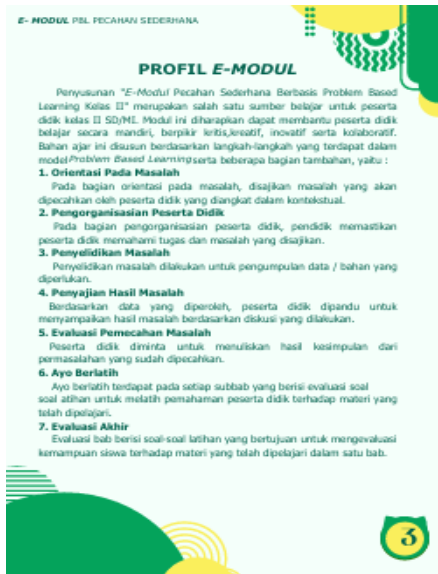 E- MODUL PBL PECAHAN SEDERHANA
PROFIL E-MODUL
Penyusunan "E-Modul Pecahan Sederhana Berbasis Problem Based
Learning Kelas II" merupakan salah satu sumber belajar untuk peserta
didik kelas II SD/MI. Modul ini diharapkan dapat membantu peserta didik
belajar secara mandiri, berpikir kritis,kreatif, inovatif serta kolaboratif.
Bahan ajar ini disusun berdasarkan langkah-langkah yang terdapat dalam
model Problem Based Learning serta beberapa bagian tambahan, yaitu :
1. Orientasi Pada Masalah
Pada bagian orientasi pada masalah, disajikan masalah yang akan
dipecahkan oleh peserta didik yang diangkat dalam kontekstual.
2. Pengorganisasian Peserta Didik
Pada bagian pengorganisasian peserta didik, pendidik memastikan
peserta didik memahami tugas dan masalah yang disajikan.
3. Penyelidikan Masalah
Penyelidikan masalah dilakukan untuk pengumpulan data / bahan yang
diperlukan.
4. Penyajian Hasil Masalah
Berdasarkan data yang diperoleh, peserta didik dipandu untuk
menyampaikan hasil masalah berdasarkan diskusi yang dilakukan.
5. Evaluasi Pemecahan Masalah
Peserta didik diminta untuk menuliskan hasil kesimpulan dari
permasalahan yang sudah dipecahkan.
6. Ayo Berlatih
Ayo berlatih terdapat pada setiap subbab yang berisi evaluasi soal
soal atihan untuk melatih pemahaman peserta didik terhadap materi yang
telah dipelajari.
7. Evaluasi Akhir
Evaluasi bab berisi soal-soal latihan yang bertujuan untuk mengevaluasi
kemampuan siswa terhadap materi yang telah dipelajari dalam satu bab.
3